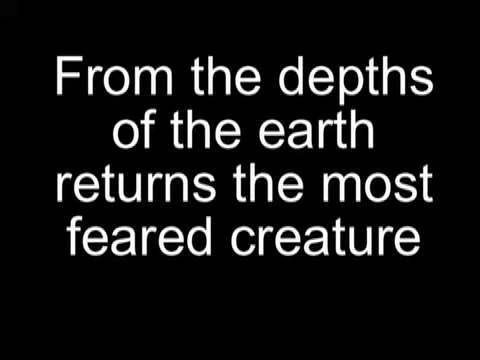 From the depths
of the earth
returns the most
feared creature